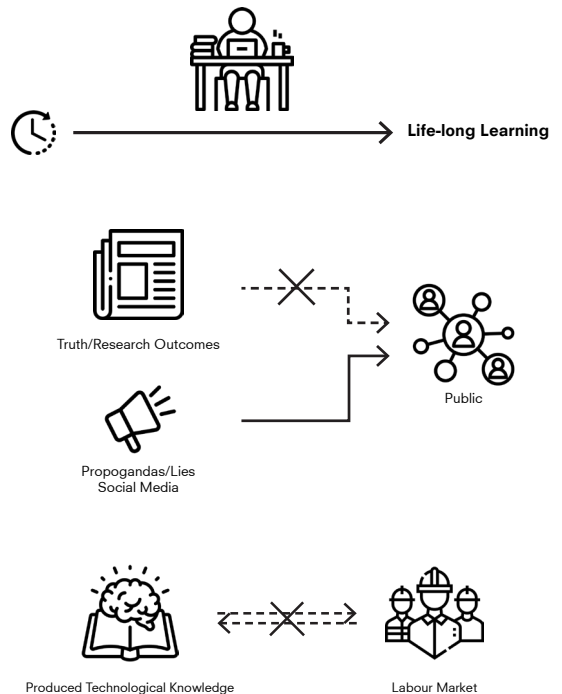 Life-long Learning
Truth/Research Outcomes
Public
Propogandas/Lies
Social Media
Produced Technological Knowledge
Labour Market